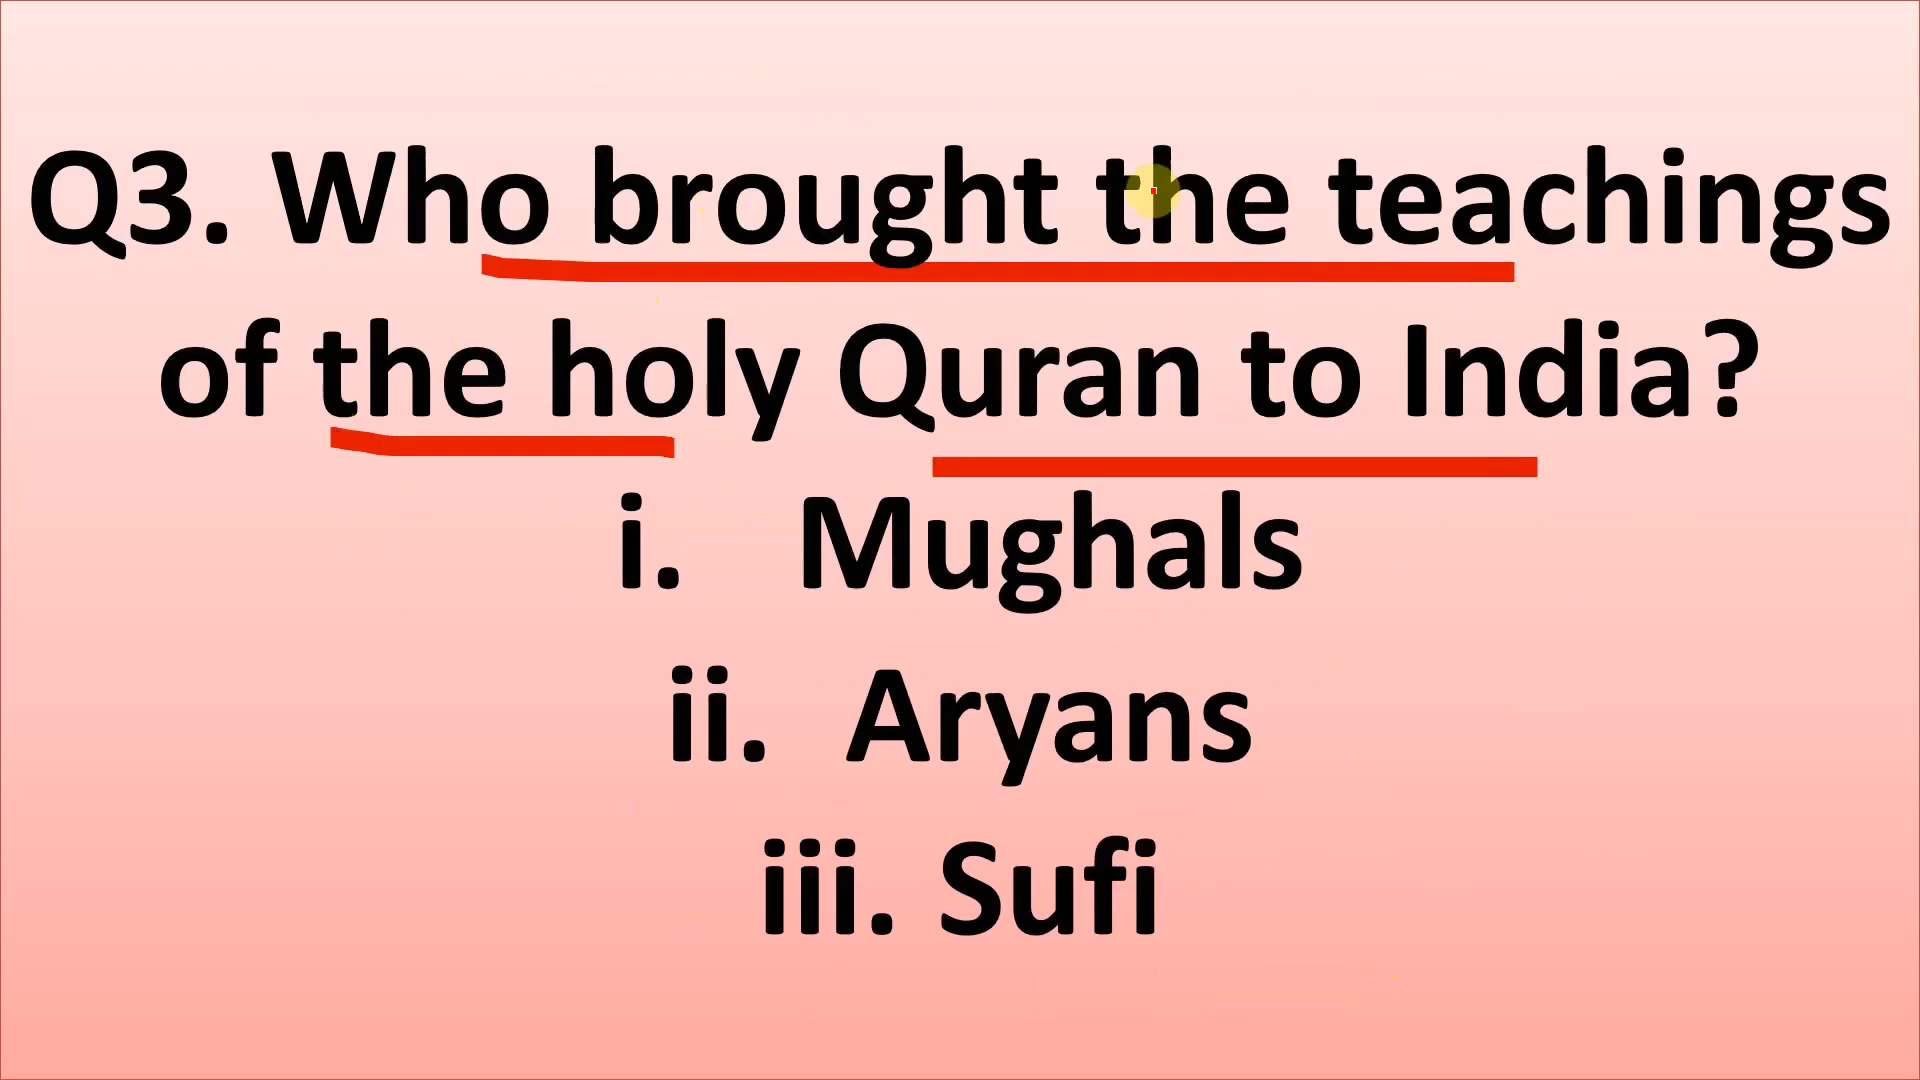 Q3. Who brought the teachings
of the holy Quran to India?
i. Mughals
ii. Aryans
iii. Sufi